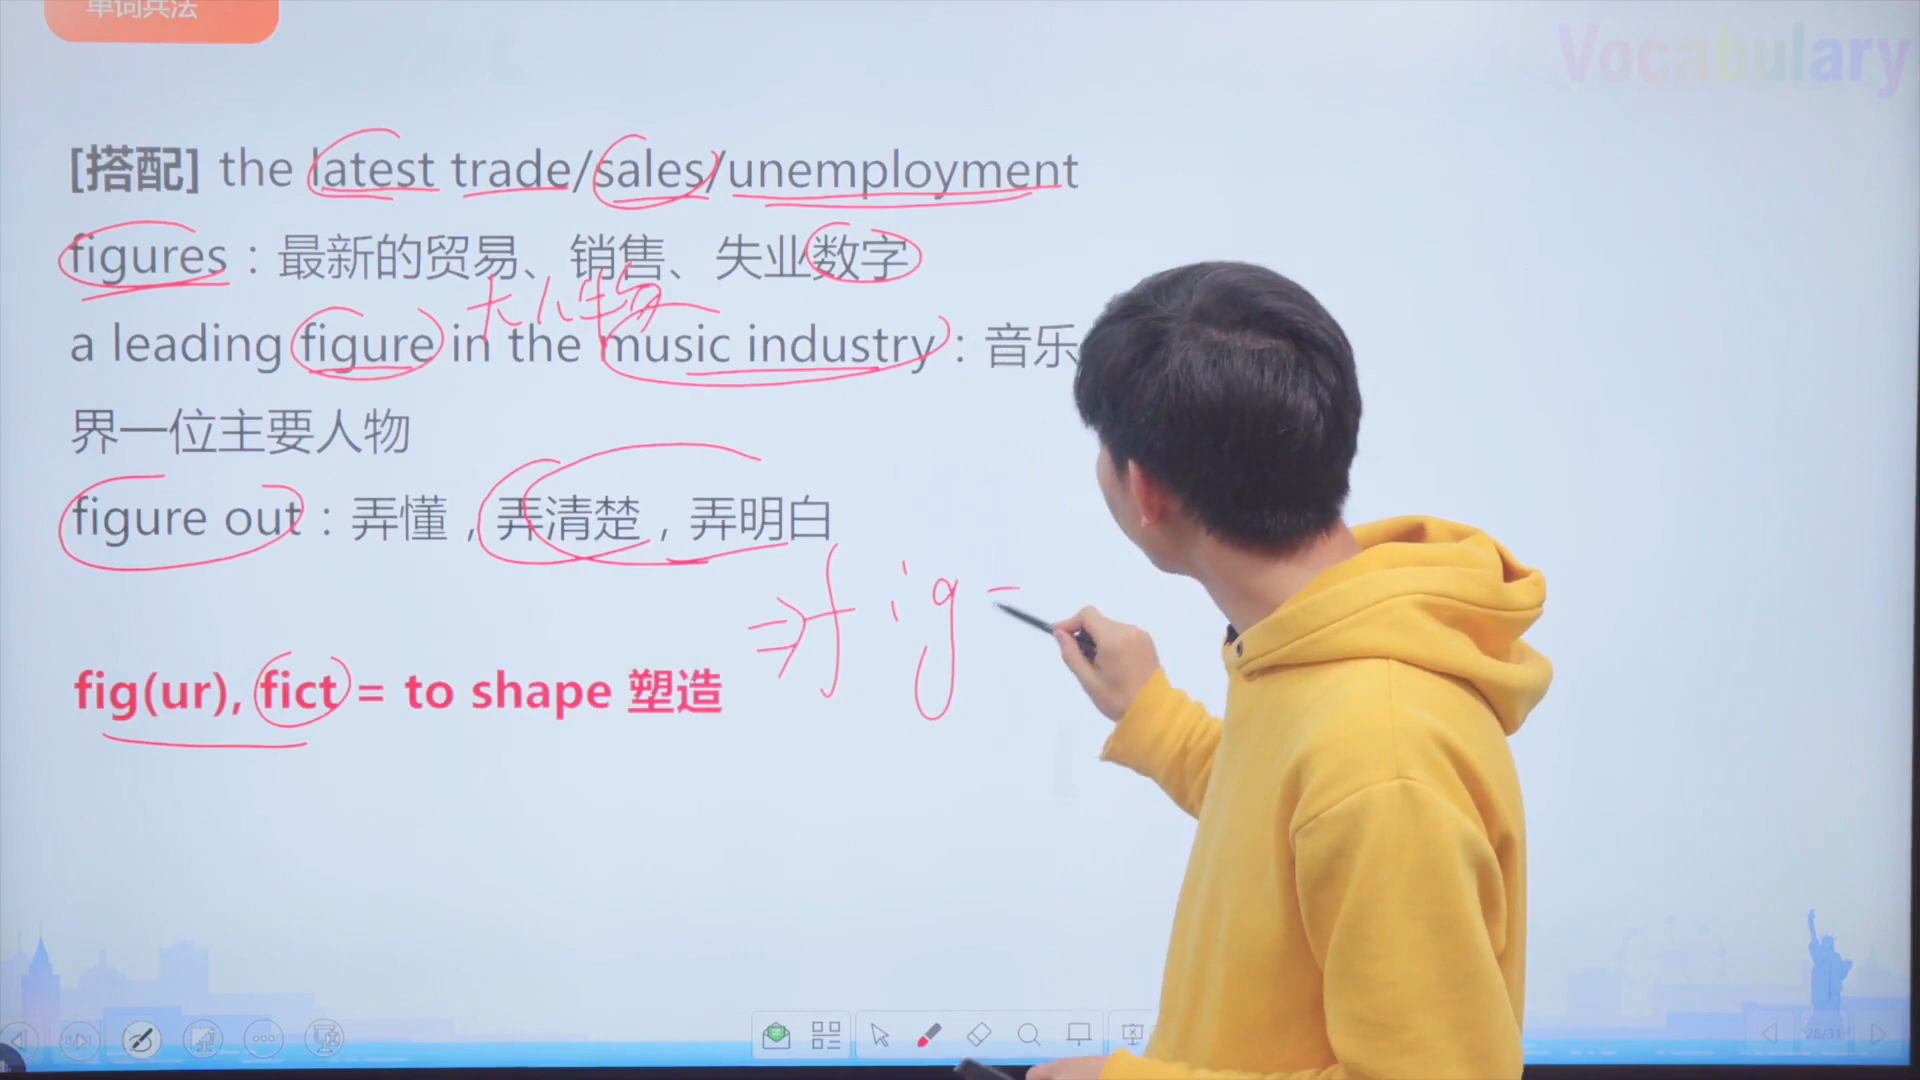 单词兵法
Vocabulary
[搭配] the latest trade/sales/unemployment
figures：最新的贸易、销售、失业数字
大人物
a leading figure in the music industry：音乐
界一位主要人物
figure out：弄懂，弄清楚，弄明白
fig -
fig(ur), fict = to shape 塑造
28/31